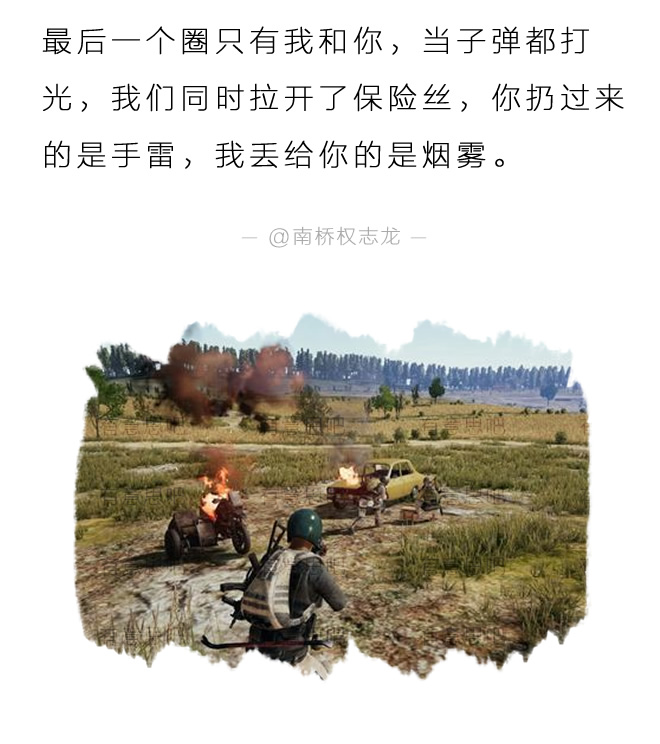 最后一个圈只有我和你，当子弹都打
光，我们同时拉开了保险丝，你扔过来
的是手雷，我丢给你的是烟雾。
— @南桥权志龙 —